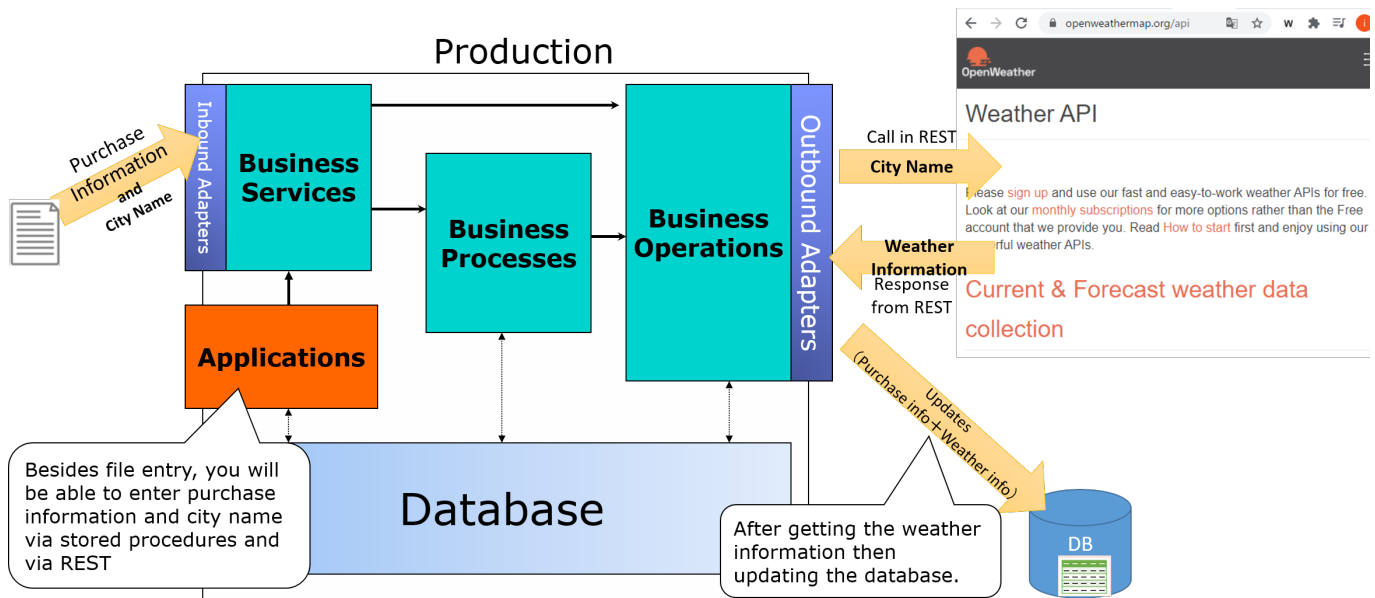 Production
Purchase
Information
and
City Name
Inbound Adapters
Business
Services
Business
Processes
Business
Operations
Outbound Adapters
Applications
Database
Besides file entry, you will
be able to enter purchase
information and city name
via stored procedures and
via REST
Call in REST
City Name
Weather
Information
Response
from REST
Updates
(Purchase info+Weather info)
After getting the weather
information then
updating the database.
DB
openweathermap.org/api
W
i
OpenWeather
Weather API
ease sign up and use our fast and easy-to-work weather APIs for free.
Look at our monthly subscriptions for more options rather than the Free
account that we provide you. Read How to start first and enjoy using our
erful weather APIs.
Current & Forecast weather data
collection